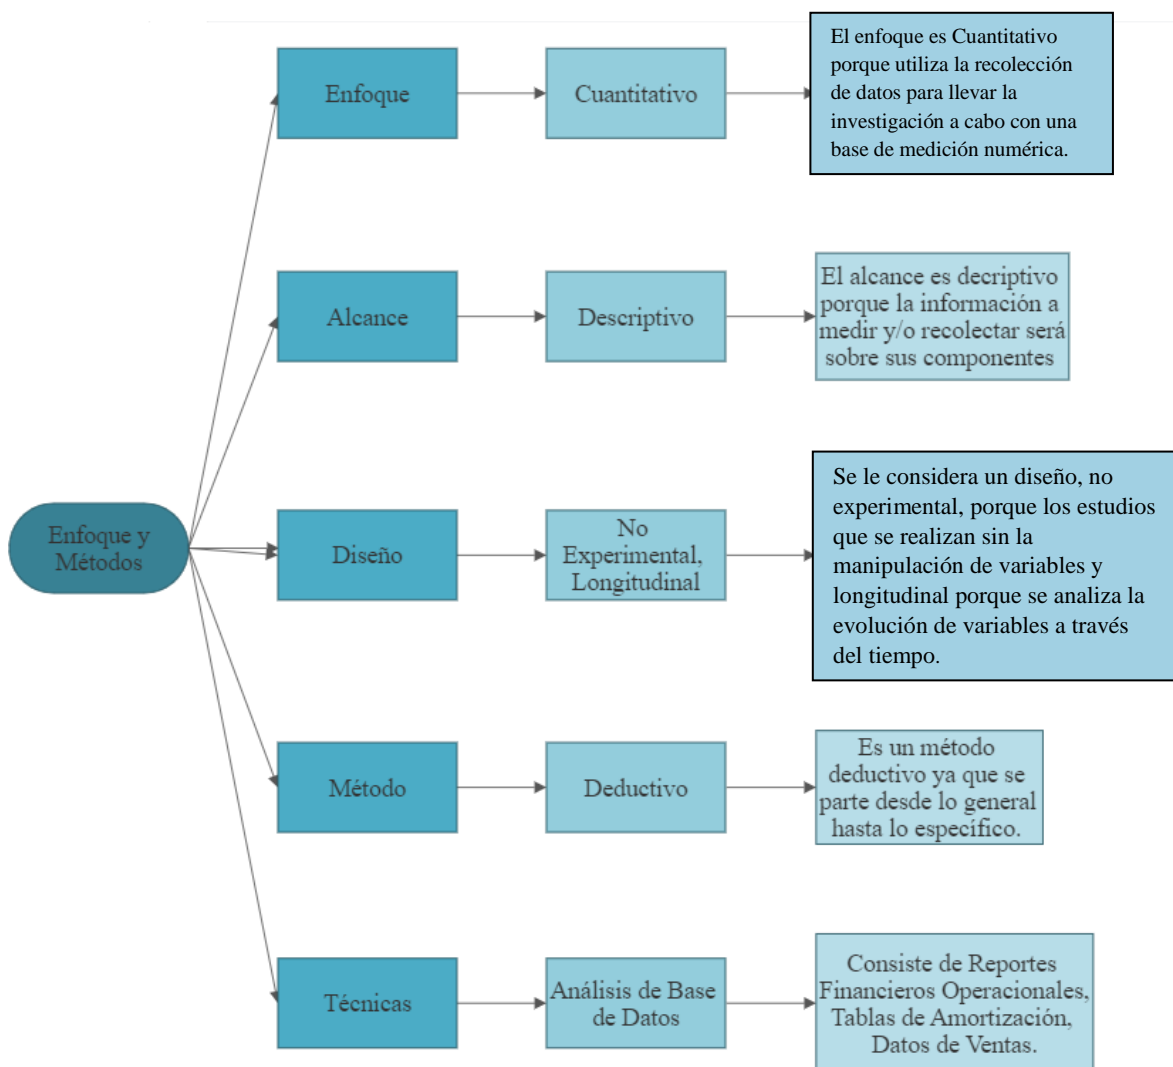 Enfoque
Cuantitativo
El enfoque es Cuantitativo
porque utiliza la recolección
de datos para llevar la
investigación a cabo con una
base de medición numérica.
Alcance
Descriptivo
El alcance es decriptivo
porque la información a
medir y/o recolectar será
sobre sus componentes
Enfoque y
Métodos
Diseño
No
Experimental,
Longitudinal
Se le considera un diseño, no
experimental, porque los estudios
que se realizan sin la
manipulación de variables y
longitudinal porque se analiza la
evolución de variables a través
del tiempo.
Método
Deductivo
Es un método
deductivo ya que se
parte desde lo general
hasta lo específico.
Técnicas
Análisis de Base
de Datos
Consiste de Reportes
Financieros Operacionales,
Tablas de Amortización,
Datos de Ventas.